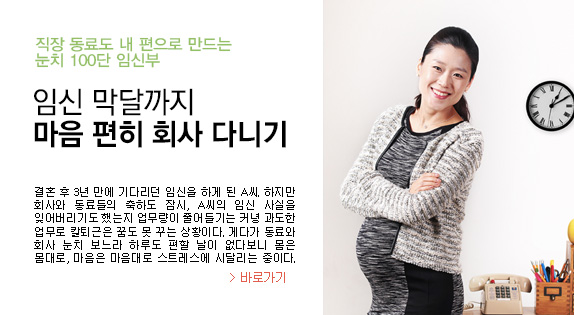 직장 동료도 내 편으로 만드는
눈치 100단 임신부
임신 막달까지
마음 편히 회사 다니기
결혼 후 3년 만에 기다리던 임신을 하게 된 A씨. 하지만
회사와 동료들의 축하도 잠시, A씨의 임신 사실을
잊어버리기도 했는지 업무량이 줄어들기는 커녕 과도한
업무로 칼퇴근은 꿈도 못 꾸는 상황이다. 게다가 동료와
회사 눈치 보느라 하루도 편할 날이 없다보니 몸은
몸대로, 마음은 마음대로 스트레스에 시달리는 중이다.
> 바로가기